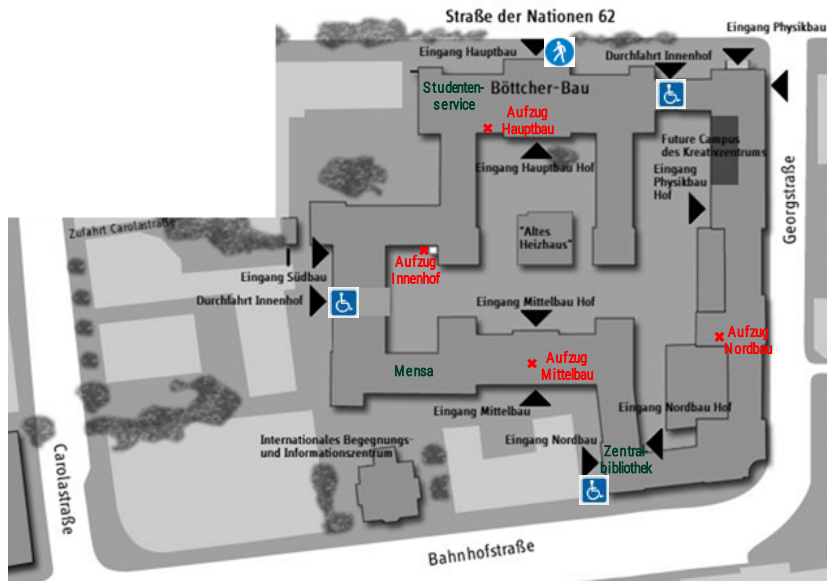 Straße der Nationen 62
Eingang Physikbau
Eingang Hauptbau
Durchfahrt Innenhof
Studenten-
service
Böttcher-Bau
Aufzug
Hauptbau
Future Campus
des Kreativzentrums
Eingang Hauptbau Hof
Eingang
Physikbau
Hof
Georgstraße
Zufahrt Carolastraße
"Altes
Heizhaus"
Aufzug
Innenhof
Eingang Südbau
Durchfahrt Innenhof
Eingang Mittelbau Hof
Aufzug
Nordbau
Mensa
Aufzug
Mittelbau
Eingang Mittelbau
Eingang Nordbau Hof
Internationales Begegnungs-
und Informationszentrum
Eingang Nordbau
Zentral-
bibliothek
Carolastraße
Bahnhofstraße